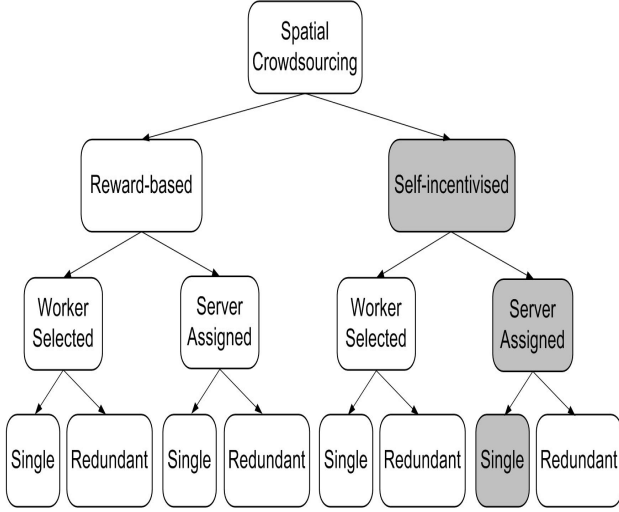 Spatial
Crowdsourcing
Reward-based
Self-incentivised
Worker
Selected
Server
Assigned
Worker
Selected
Server
Assigned
Single
Redundant
Single
Redundant
Single
Redundant
Single
Redundant